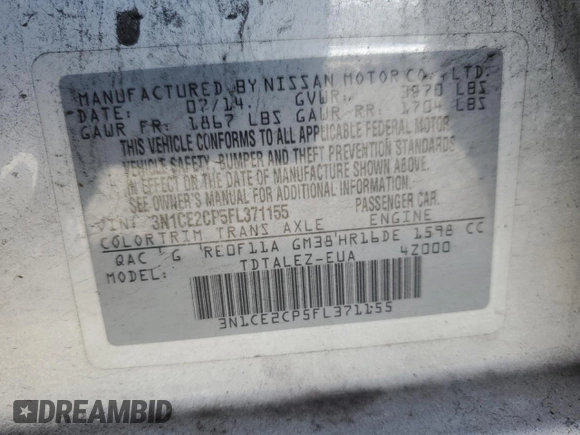 MANUFACTURED BY NISSAN MOTOR CO., LTD.
DATE: 07/14. GVWR. 3570 LBS
GAWR FR: 1867 LBS GAWR RR: 1704 LBS
THIS VEHICLE CONFORMS TO ALL APPLICABLE FEDERAL MOTOR
VEHICLE SAFETY, BUMPER AND THEFT PREVENTION STANDARDS
IN EFFECT ON THE DATE OF MANUFACTURE SHOWN ABOVE.
SEE OWNER'S MANUAL FOR ADDITIONAL INFORMATION.
VIN: 3N1CE2CP5FL371155 PASSENGER CAR.
COLOR TRIM TRANS AXLE ENGINE
QAC G RE0F11A GM38 HR16DE 1598 CC
MODEL: TDTALEZ-EUA 4Z000
3N1CE2CP5FL371155
DREAMBID